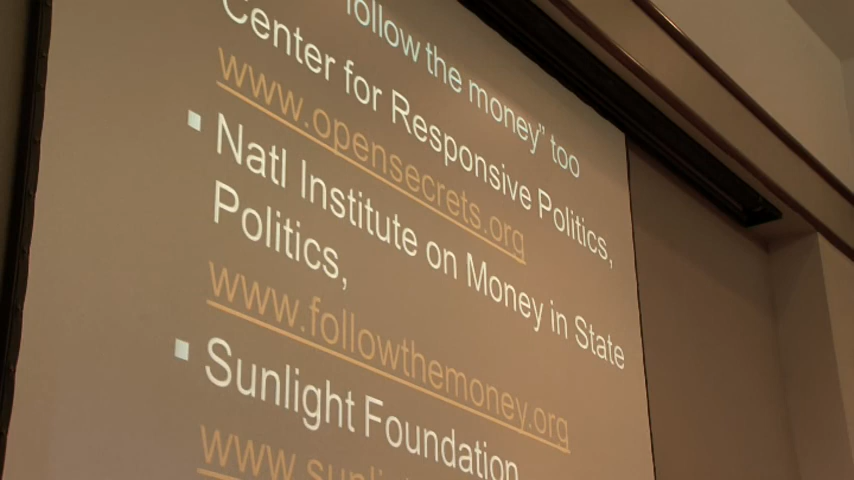 follow the money" too
Center for Responsive Politics,
www.opensecrets.org
▪ Natl Institute on Money in State
Politics,
www.followthemoney.org
▪ Sunlight Foundation